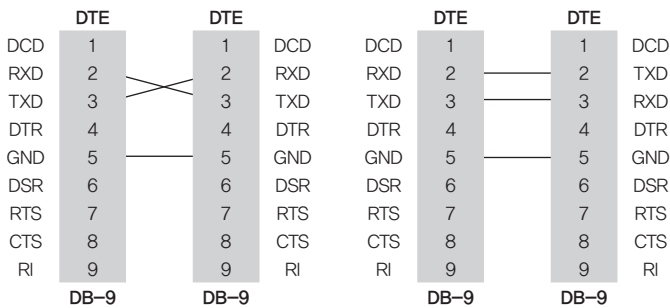 DTE DTE DTE DTE
DCD 1 1 DCD DCD 1 1 DCD
RXD 2 2 RXD RXD 2 2 TXD
TXD 3 3 TXD TXD 3 3 RXD
DTR 4 4 DTR DTR 4 4 DTR
GND 5 5 GND GND 5 5 GND
DSR 6 6 DSR DSR 6 6 DSR
RTS 7 7 RTS RTS 7 7 RTS
CTS 8 8 CTS CTS 8 8 CTS
RI 9 9 RI RI 9 9 RI
DB-9 DB-9 DB-9 DB-9